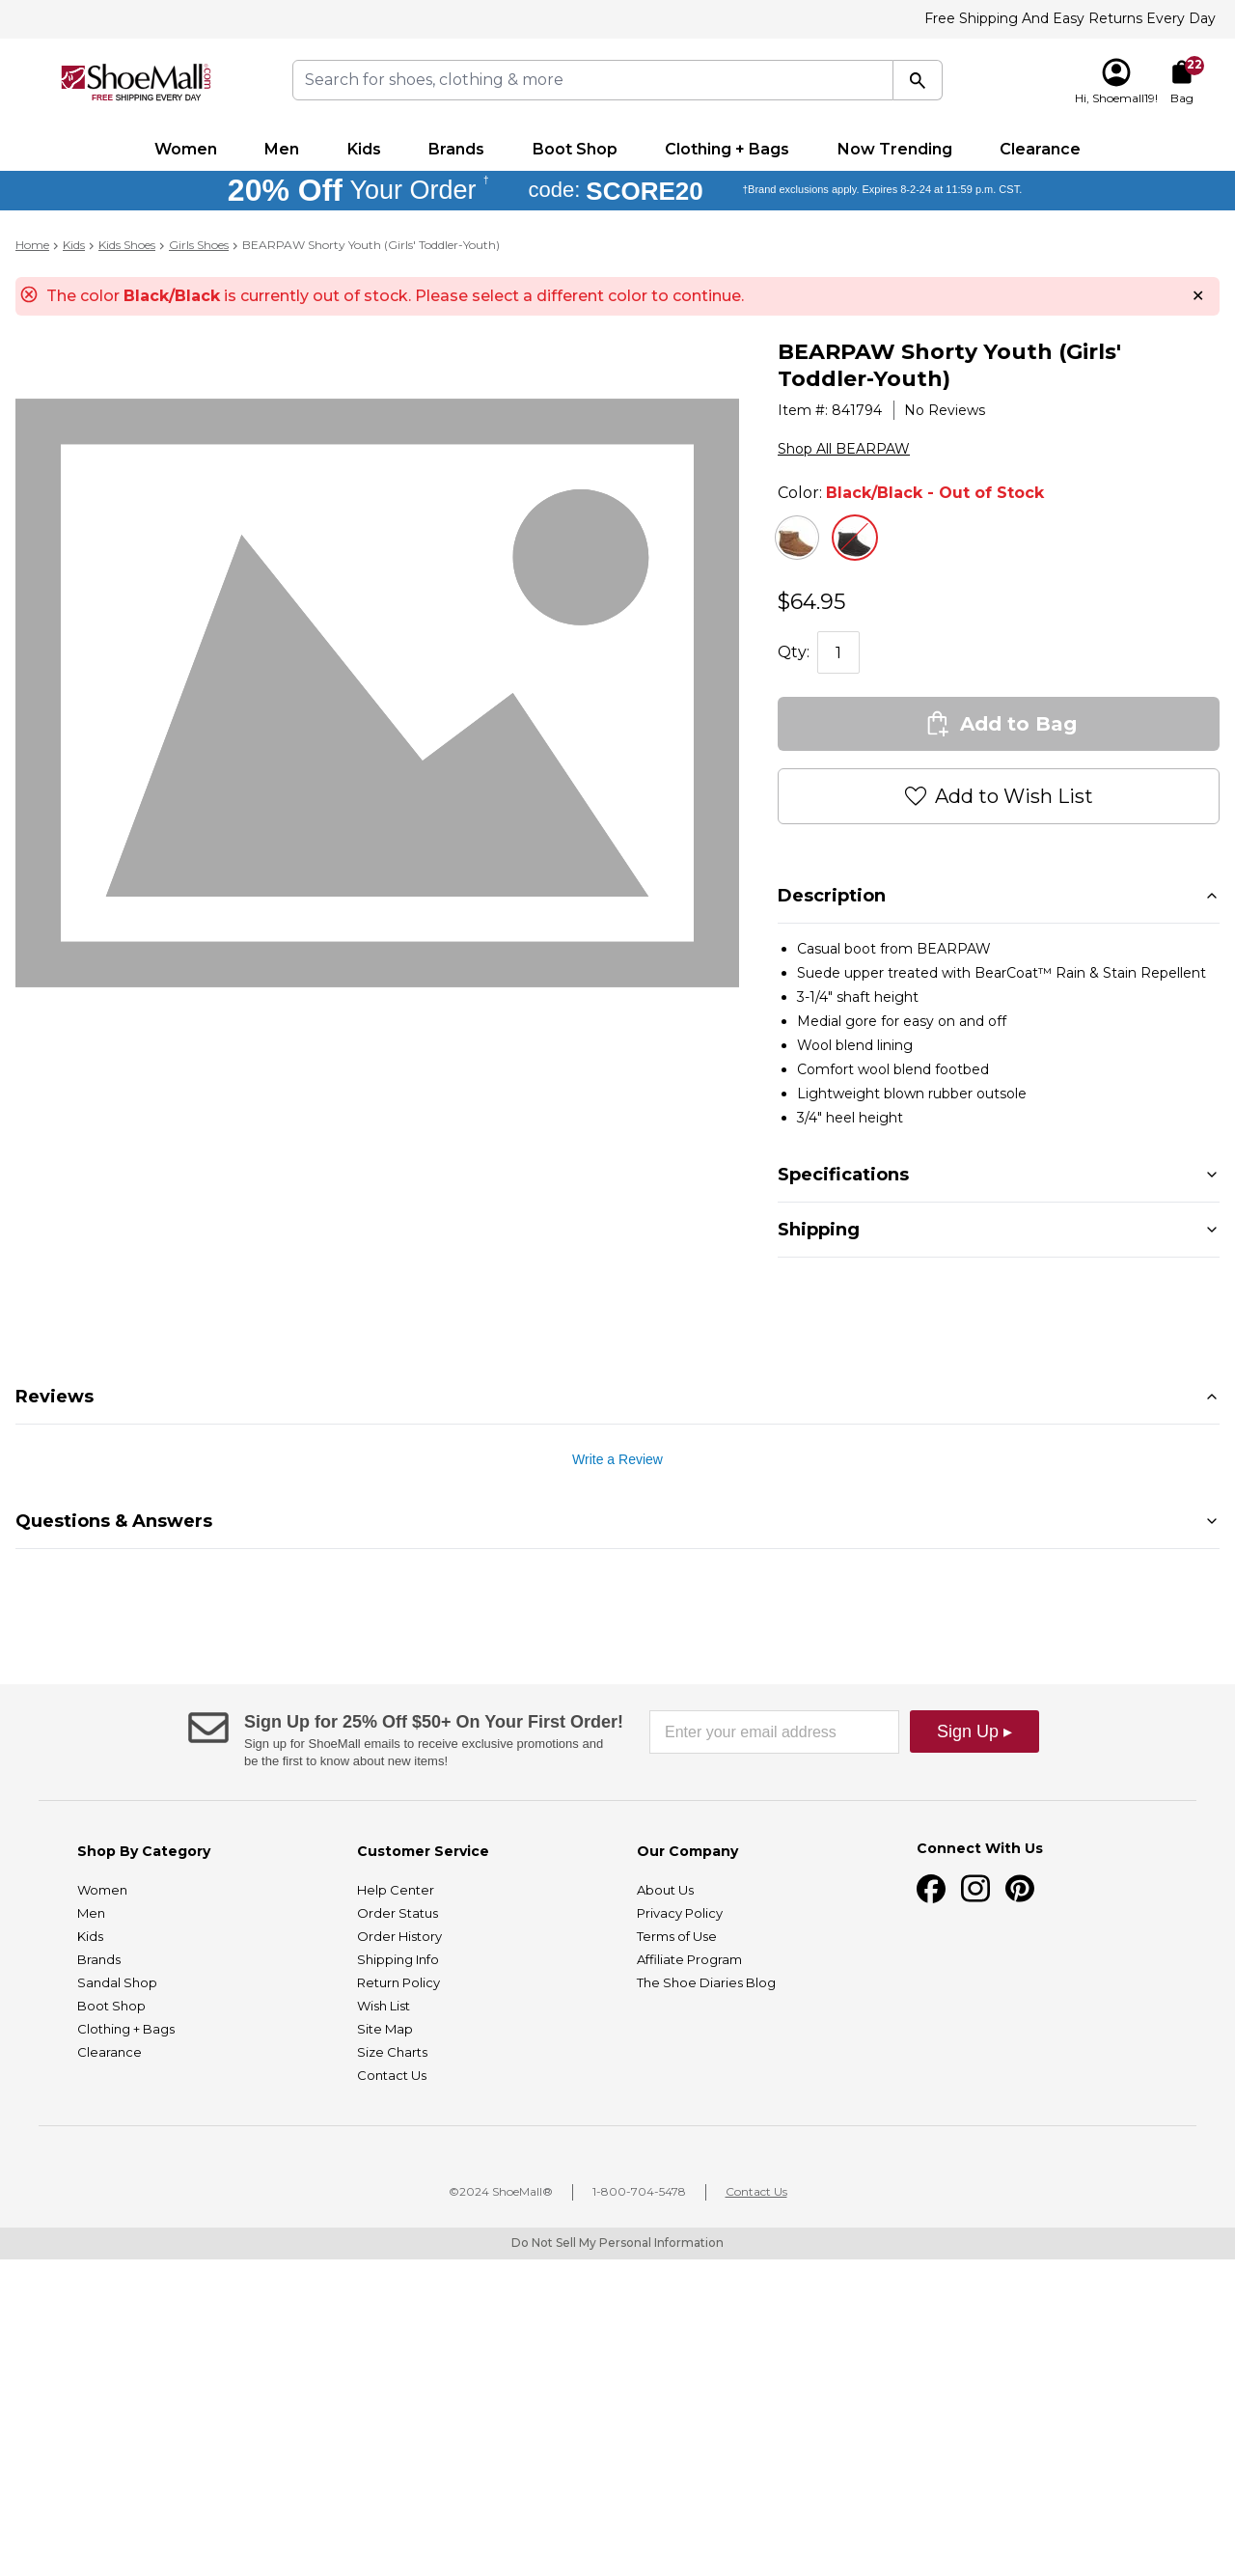 Free Shipping And Easy Returns Every Day
ShoeMall.com
FREE SHIPPING EVERY DAY
Search for shoes, clothing & more
22
Hi, Shoemall19!
Bag
Women
Men
Kids
Brands
Boot Shop
Clothing + Bags
Now Trending
Clearance
20% Off Your Order † code: SCORE20 †Brand exclusions apply. Expires 8-2-24 at 11:59 p.m. CST.
Home > Kids > Kids Shoes > Girls Shoes > BEARPAW Shorty Youth (Girls' Toddler-Youth)
The color Black/Black is currently out of stock. Please select a different color to continue.
BEARPAW Shorty Youth (Girls'
Toddler-Youth)
Item #: 841794 | No Reviews
Shop All BEARPAW
Color: Black/Black - Out of Stock
$64.95
Qty: 1
Add to Bag
Add to Wish List
Description
• Casual boot from BEARPAW
• Suede upper treated with BearCoat™ Rain & Stain Repellent
• 3-1/4" shaft height
• Medial gore for easy on and off
• Wool blend lining
• Comfort wool blend footbed
• Lightweight blown rubber outsole
• 3/4" heel height
Specifications
Shipping
Reviews
Write a Review
Questions & Answers
Sign Up for 25% Off $50+ On Your First Order!
Sign up for ShoeMall emails to receive exclusive promotions and
be the first to know about new items!
Enter your email address
Sign Up ▸
Shop By Category
Women
Men
Kids
Brands
Sandal Shop
Boot Shop
Clothing + Bags
Clearance
Customer Service
Help Center
Order Status
Order History
Shipping Info
Return Policy
Wish List
Site Map
Size Charts
Contact Us
Our Company
About Us
Privacy Policy
Terms of Use
Affiliate Program
The Shoe Diaries Blog
Connect With Us
©2024 ShoeMall® | 1-800-704-5478 | Contact Us
Do Not Sell My Personal Information